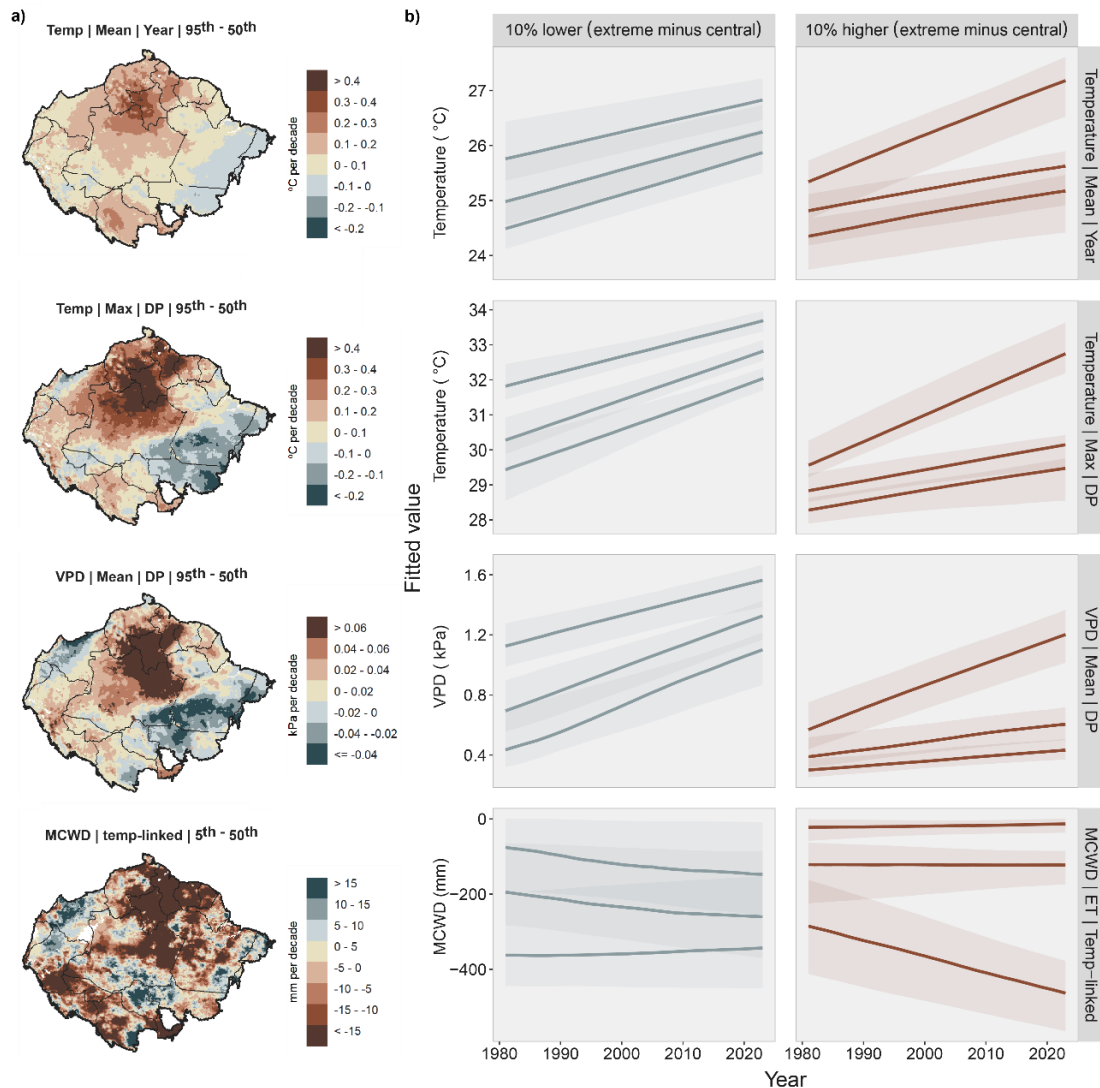 a)
Temp | Mean | Year | 95th - 50th
ºC per decade
> 0.4
0.3 - 0.4
0.2 - 0.3
0.1 - 0.2
0 - 0.1
-0.1 - 0
-0.2 - -0.1
< -0.2
Temp | Max | DP | 95th - 50th
ºC per decade
> 0.4
0.3 - 0.4
0.2 - 0.3
0.1 - 0.2
0 - 0.1
-0.1 - 0
-0.2 - -0.1
< -0.2
VPD | Mean | DP | 95th - 50th
kPa per decade
> 0.06
0.04 - 0.06
0.02 - 0.04
0 - 0.02
-0.02 - 0
-0.04 - -0.02
<= -0.04
MCWD | temp-linked | 5th - 50th
mm per decade
> 15
10 - 15
5 - 10
0 - 5
-5 - 0
-10 - -5
-15 - -10
< -15
b)
10% lower (extreme minus central)
10% higher (extreme minus central)
Fitted value
Temperature ( °C)
27
26
25
24
Temperature | Mean | Year
Temperature ( °C)
34
33
32
31
30
29
28
Temperature | Max | DP
VPD ( kPa)
1.6
1.2
0.8
0.4
VPD | Mean | DP
MCWD (mm)
0
−200
−400
MCWD | ET | Temp−linked
1980 1990 2000 2010 2020
1980 1990 2000 2010 2020
Year